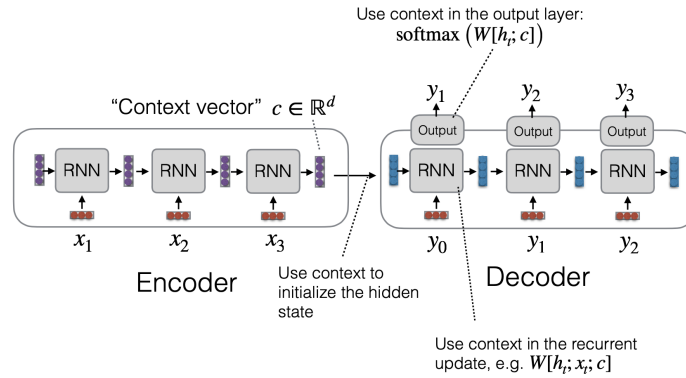 Use context in the output layer:
softmax (W[hₜ; c])
y₁ y₂ y₃
"Context vector" c ∈ ℝᵈ
Output Output Output
RNN RNN RNN RNN RNN RNN
x₁ x₂ x₃ y₀ y₁ y₂
Encoder Decoder
Use context to
initialize the hidden
state
Use context in the recurrent
update, e.g. W[hₜ; xₜ; c]